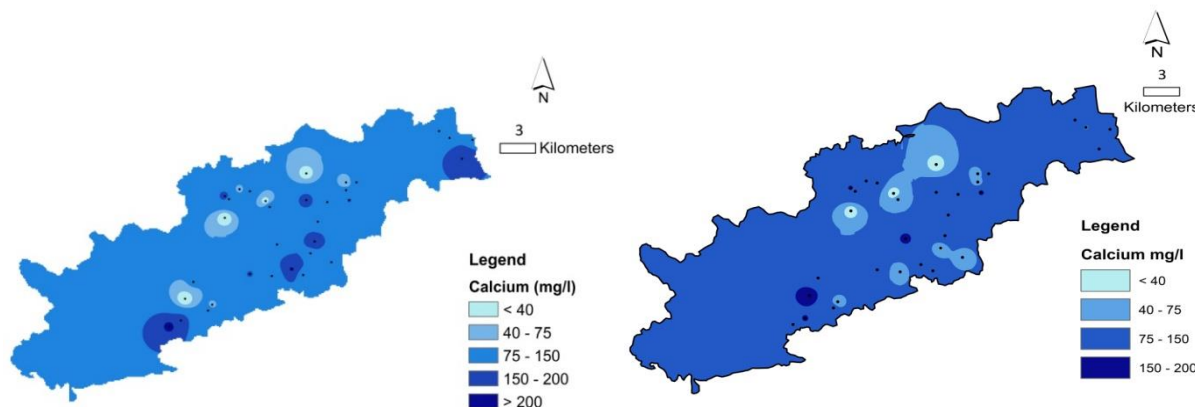 N
3
Kilometers
Legend
Calcium (mg/l)
< 40
40 - 75
75 - 150
150 - 200
> 200
N
3
Kilometers
Legend
Calcium mg/l
< 40
40 - 75
75 - 150
150 - 200